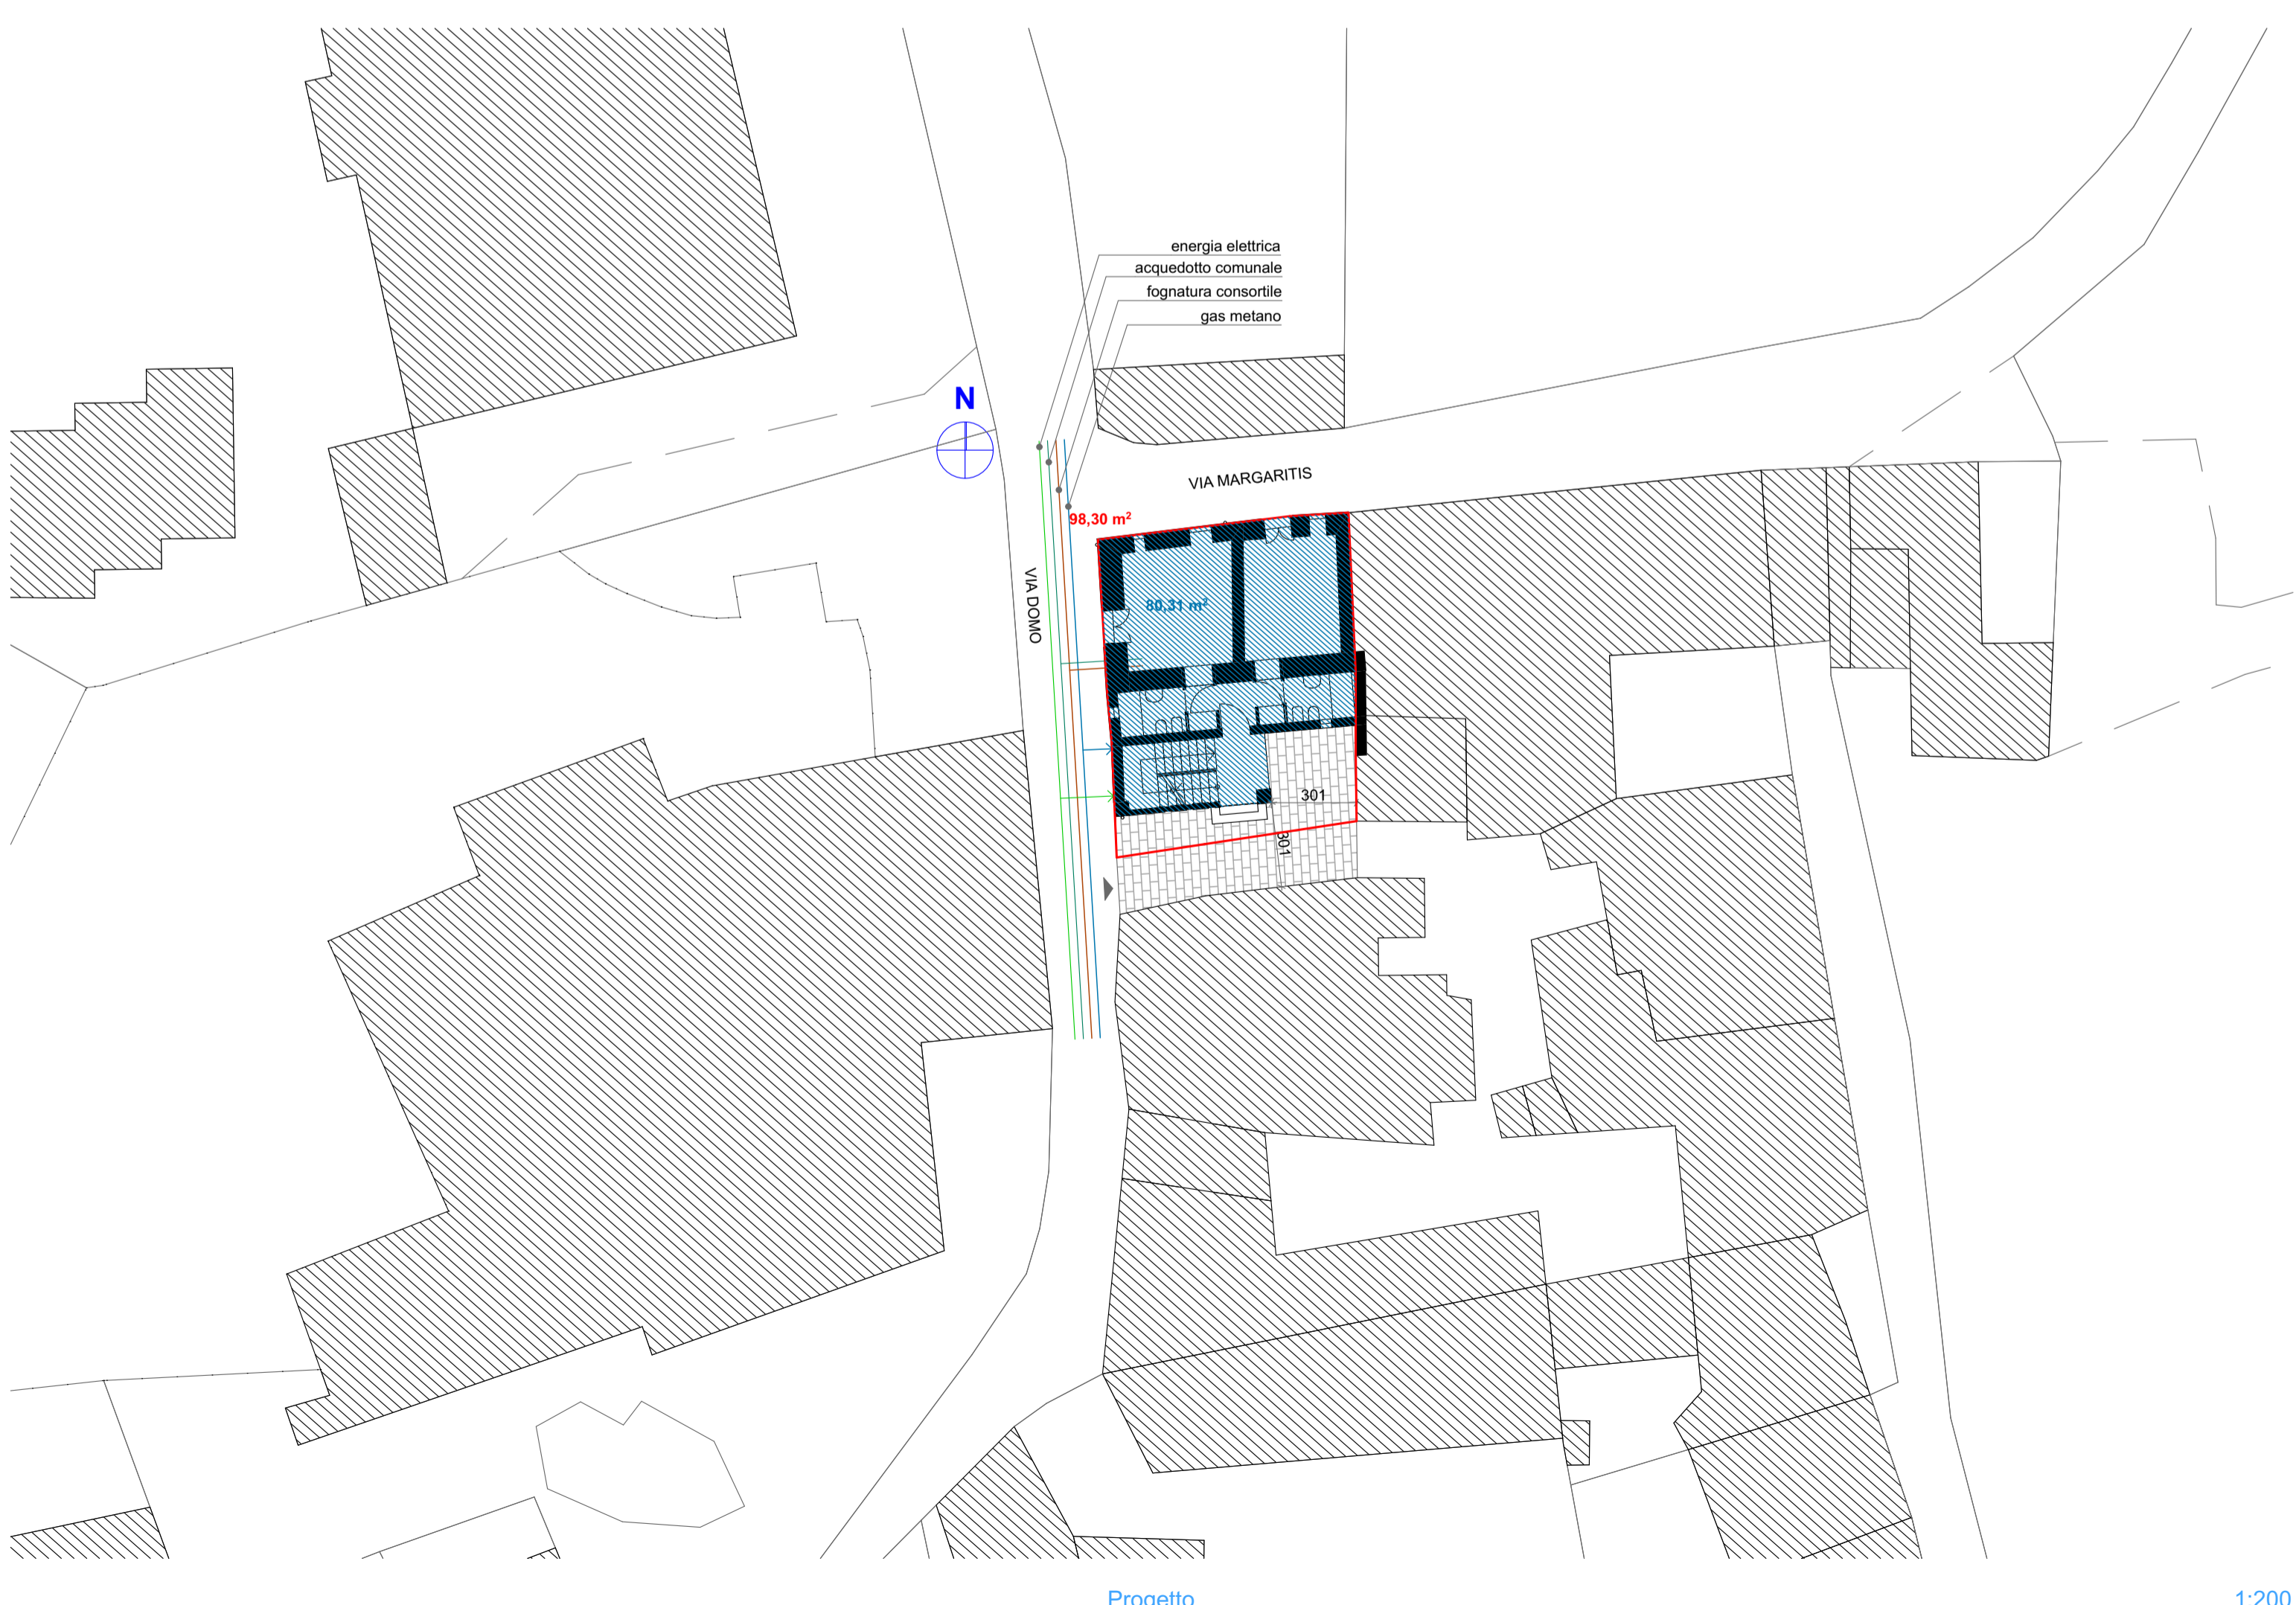 energia elettrica
acquedotto comunale
fognatura consortile
gas metano
N
VIA MARGARITIS
98,30 m²
VIA DOMO
80,31 m²
301
301
Progetto
1:200